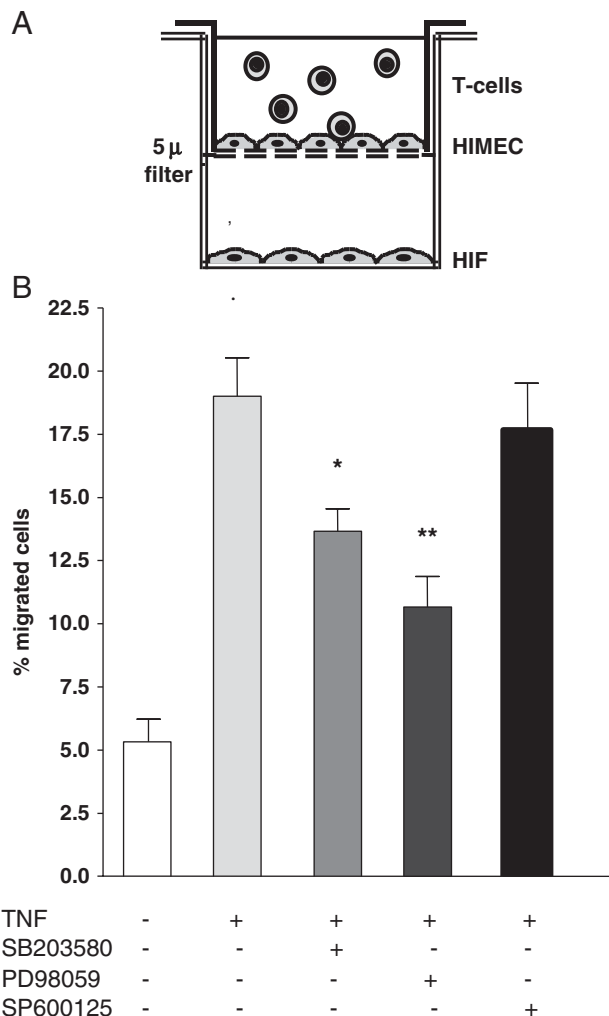 A
T-cells
5 μ
filter
HIMEC
HIF
B
22.5
20.0
17.5
15.0
12.5
10.0
7.5
5.0
2.5
0.0
% migrated cells
*
**
TNF - + + + +
SB203580 - - + - -
PD98059 - - - + -
SP600125 - - - - +